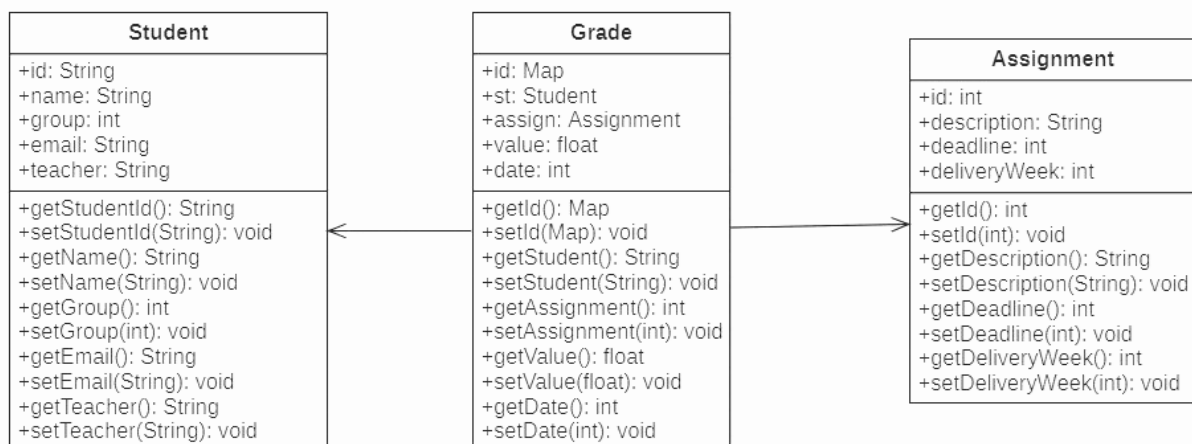 Student
+id: String
+name: String
+group: int
+email: String
+teacher: String
+getStudentId(): String
+setStudentId(String): void
+getName(): String
+setName(String): void
+getGroup(): int
+setGroup(int): void
+getEmail(): String
+setEmail(String): void
+getTeacher(): String
+setTeacher(String): void
Grade
+id: Map
+st: Student
+assign: Assignment
+value: float
+date: int
+getId(): Map
+setId(Map): void
+getStudent(): String
+setStudent(String): void
+getAssignment(): int
+setAssignment(int): void
+getValue(): float
+setValue(float): void
+getDate(): int
+setDate(int): void
Assignment
+id: int
+description: String
+deadline: int
+deliveryWeek: int
+getId(): int
+setId(int): void
+getDescription(): String
+setDescription(String): void
+getDeadline(): int
+setDeadline(int): void
+getDeliveryWeek(): int
+setDeliveryWeek(int): void